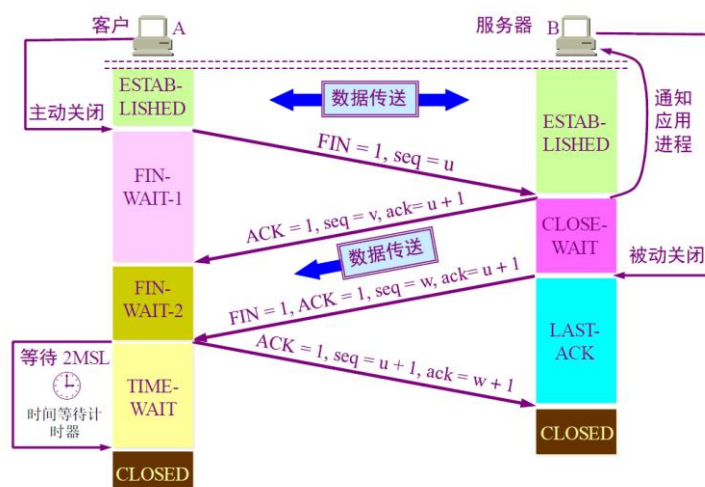 客户 A
服务器 B
ESTAB-
LISHED
数据传送
主动关闭
ESTAB-
LISHED
通知
应用
进程
FIN = 1, seq = u
FIN-
WAIT-1
ACK = 1, seq = v, ack= u + 1
CLOSE-
WAIT
数据传送
被动关闭
FIN-
WAIT-2
FIN = 1, ACK = 1, seq = w, ack= u + 1
LAST-
ACK
ACK = 1, seq = u + 1, ack = w + 1
等待 2MSL
时间等待计
时器
TIME-
WAIT
CLOSED
CLOSED